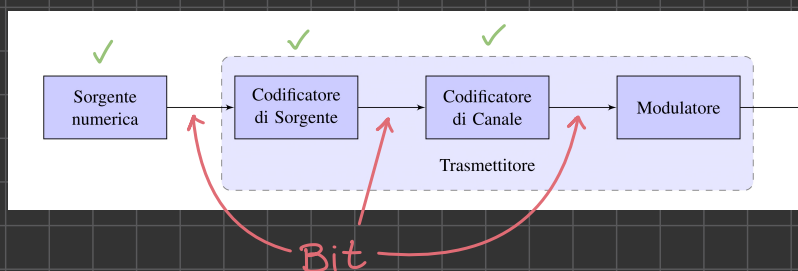 Sorgente
numerica
Codificatore
di Sorgente
Codificatore
di Canale
Modulatore
Trasmettitore
Bit